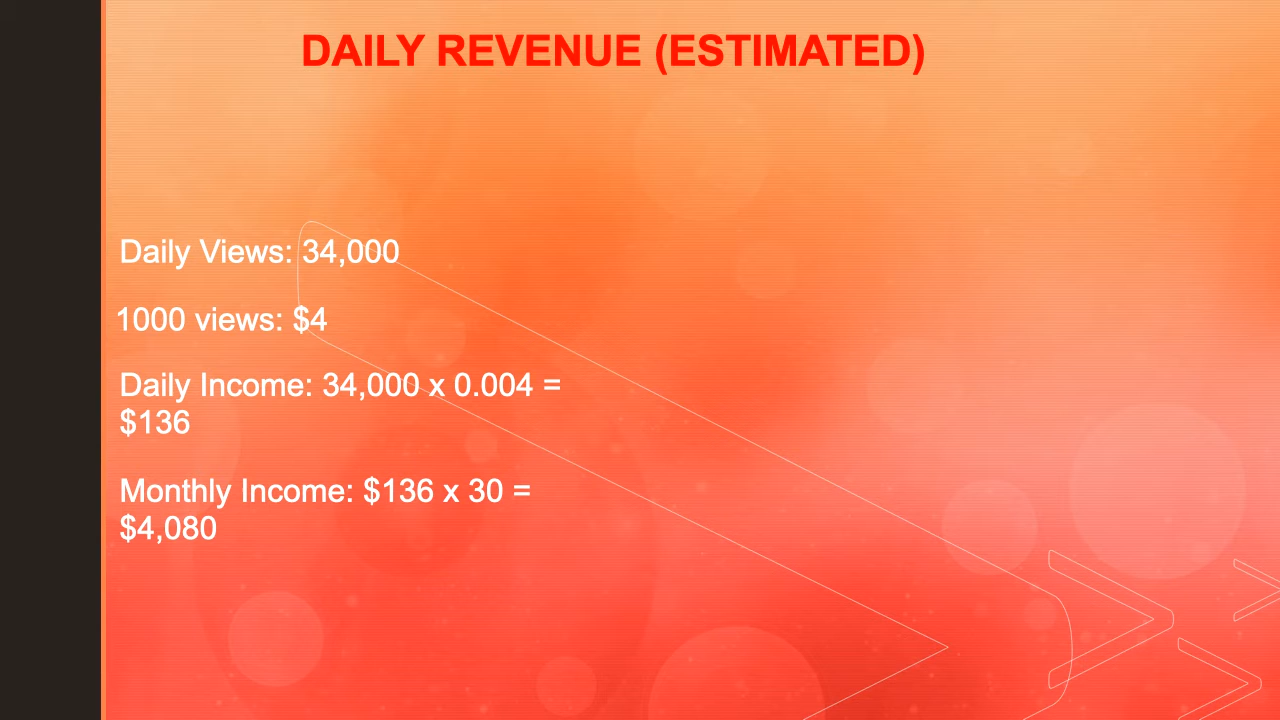 DAILY REVENUE (ESTIMATED)
Daily Views: 34,000
1000 views: $4
Daily Income: 34,000 x 0.004 =
$136
Monthly Income: $136 x 30 =
$4,080